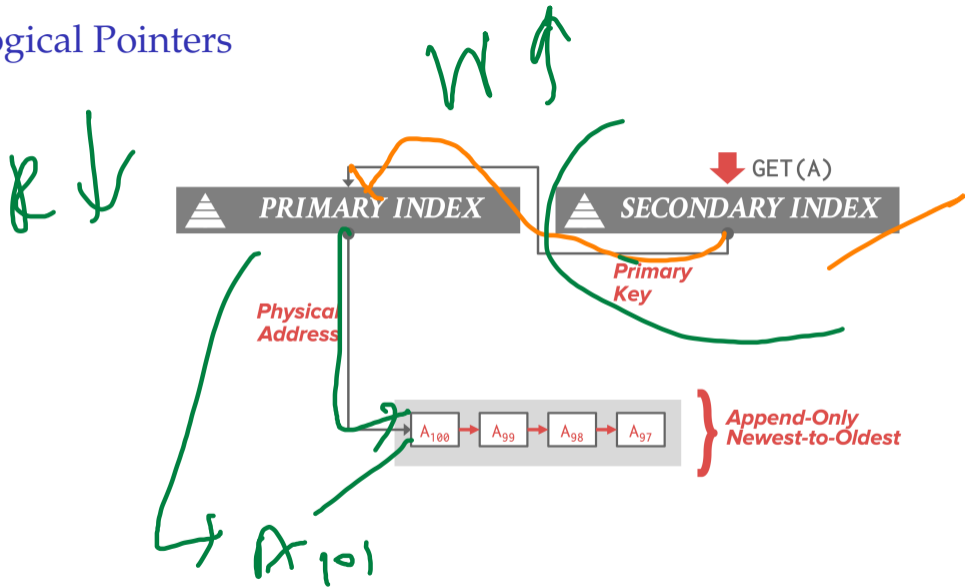 ogical Pointers
W ↑
R ↓
GET(A)
PRIMARY INDEX
SECONDARY INDEX
Primary
Key
Physical
Address
A100 → A99 → A98 → A97
Append-Only
Newest-to-Oldest
A101